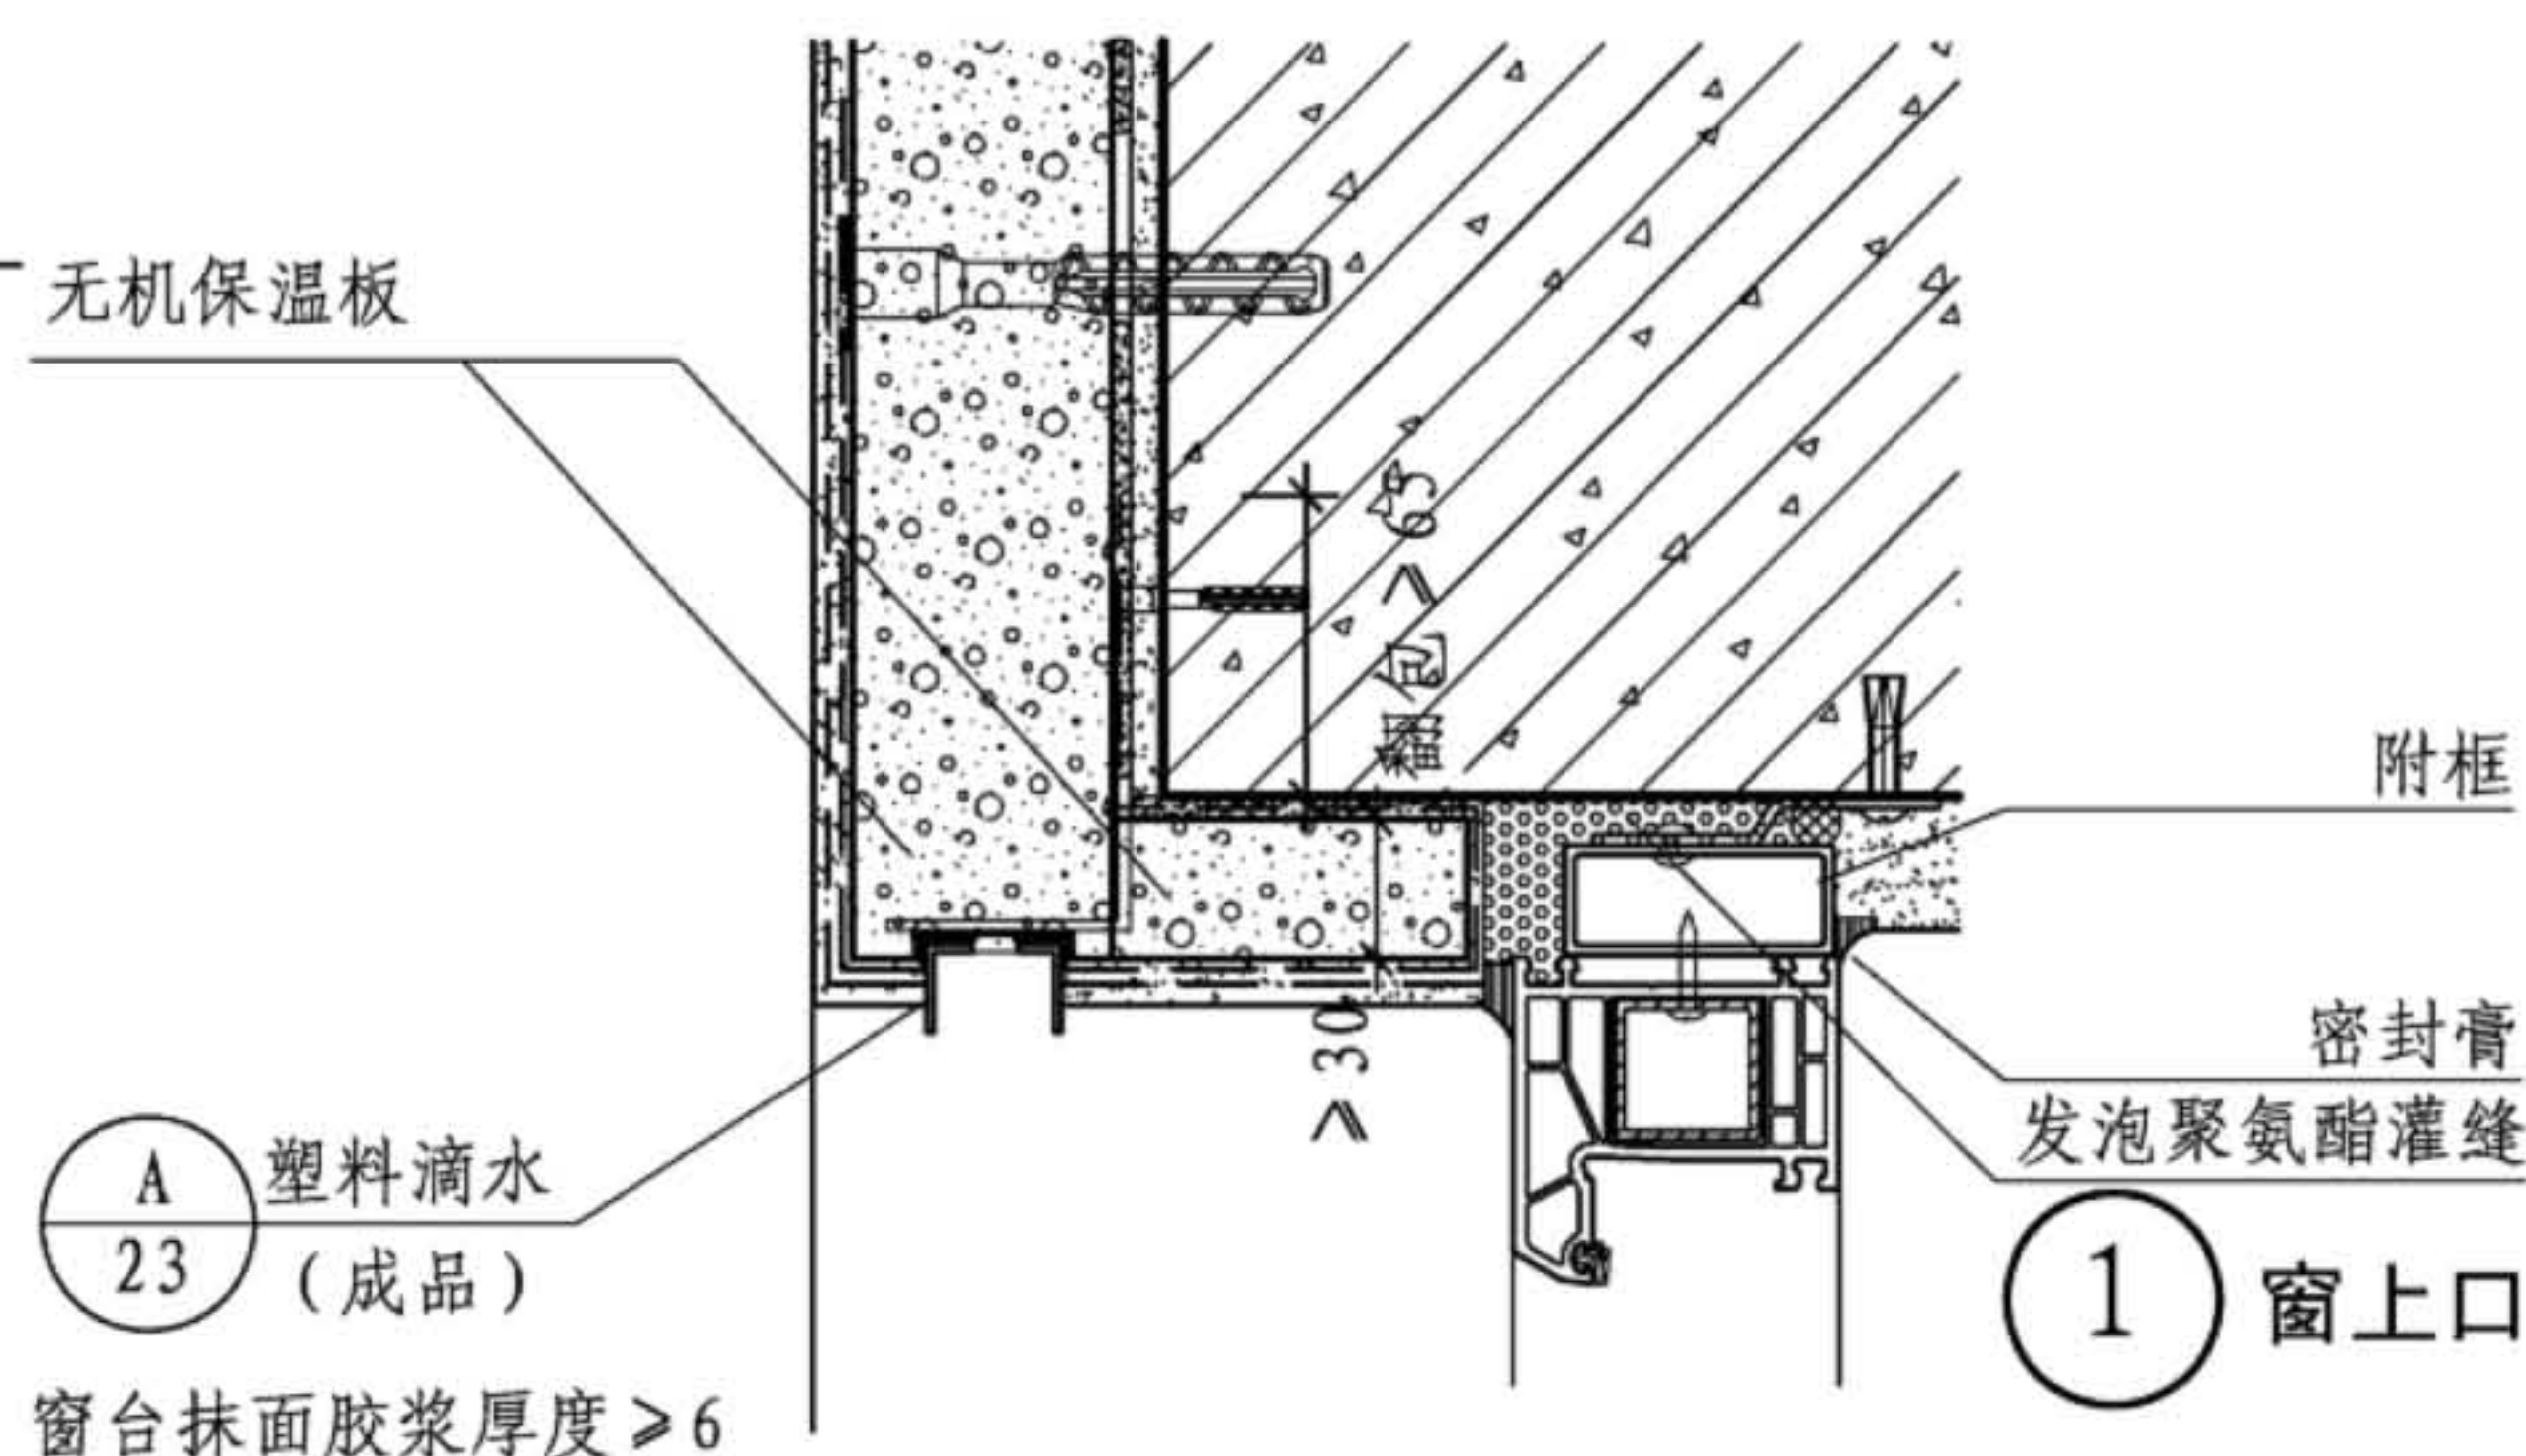 无机保温板
翻包≥65
附框
≥30
密封膏
发泡聚氨酯灌缝
A
23
塑料滴水
(成品)
1
窗上口
窗台抹面胶浆厚度≥6